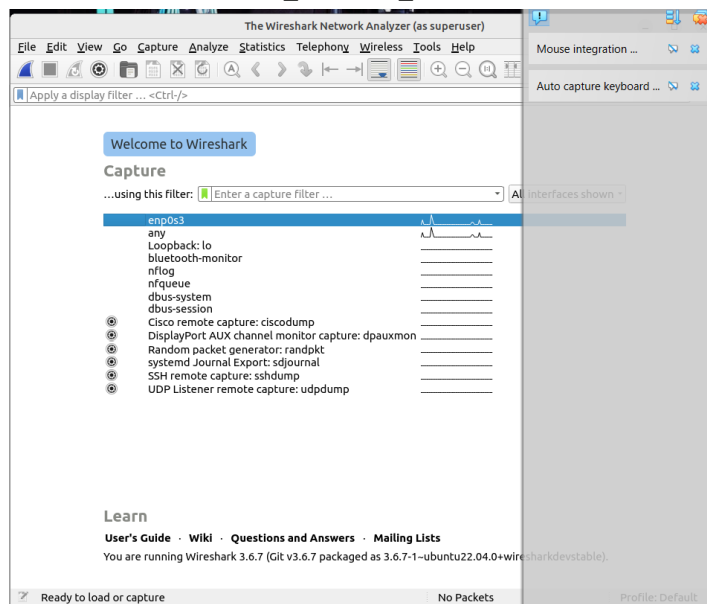 The Wireshark Network Analyzer (as superuser)
File Edit View Go Capture Analyze Statistics Telephony Wireless Tools Help
Mouse integration ...
Apply a display filter … <Ctrl-/>
Auto capture keyboard ...
Welcome to Wireshark
Capture
…using this filter: Enter a capture filter … All interfaces shown
enp0s3
any
Loopback: lo
bluetooth-monitor
nflog
nfqueue
dbus-system
dbus-session
Cisco remote capture: ciscodump
DisplayPort AUX channel monitor capture: dpauxmon
Random packet generator: randpkt
systemd Journal Export: sdjournal
SSH remote capture: sshdump
UDP Listener remote capture: udpdump
Learn
User's Guide · Wiki · Questions and Answers · Mailing Lists
You are running Wireshark 3.6.7 (Git v3.6.7 packaged as 3.6.7-1~ubuntu22.04.0+wiresharkdevstable).
Ready to load or capture No Packets Profile: Default